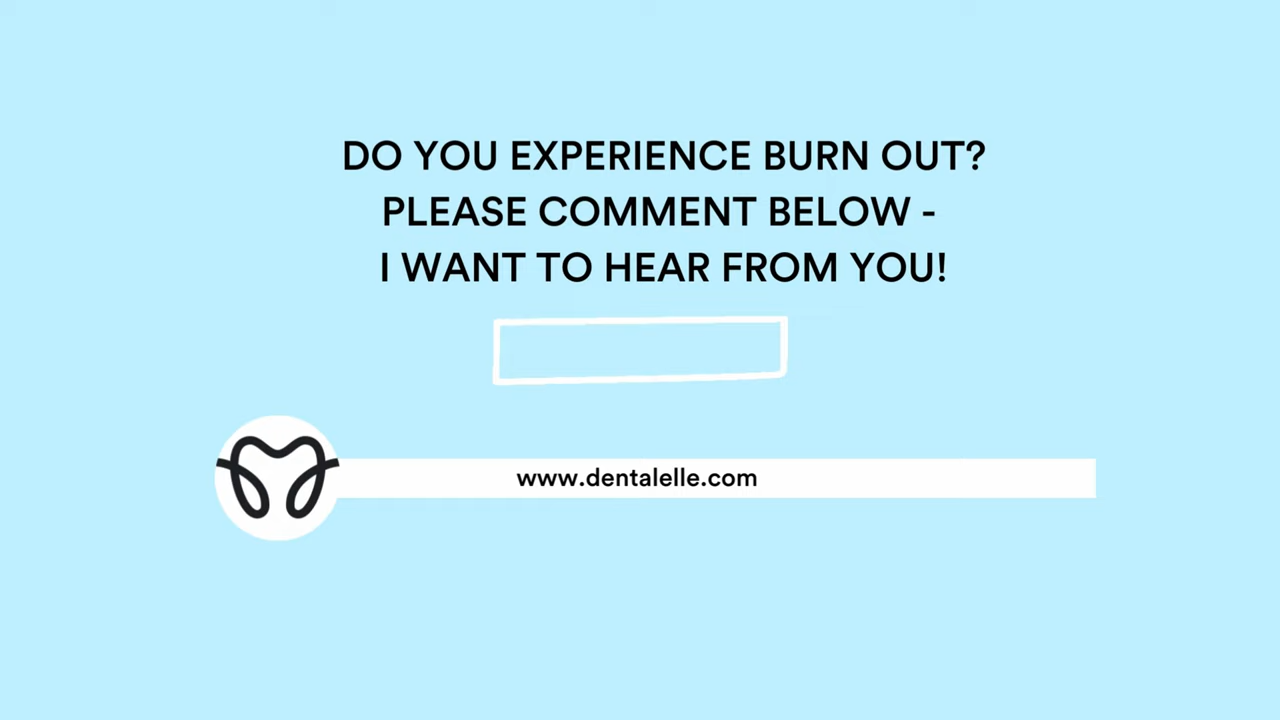 DO YOU EXPERIENCE BURN OUT?
PLEASE COMMENT BELOW -
I WANT TO HEAR FROM YOU!
www.dentalelle.com